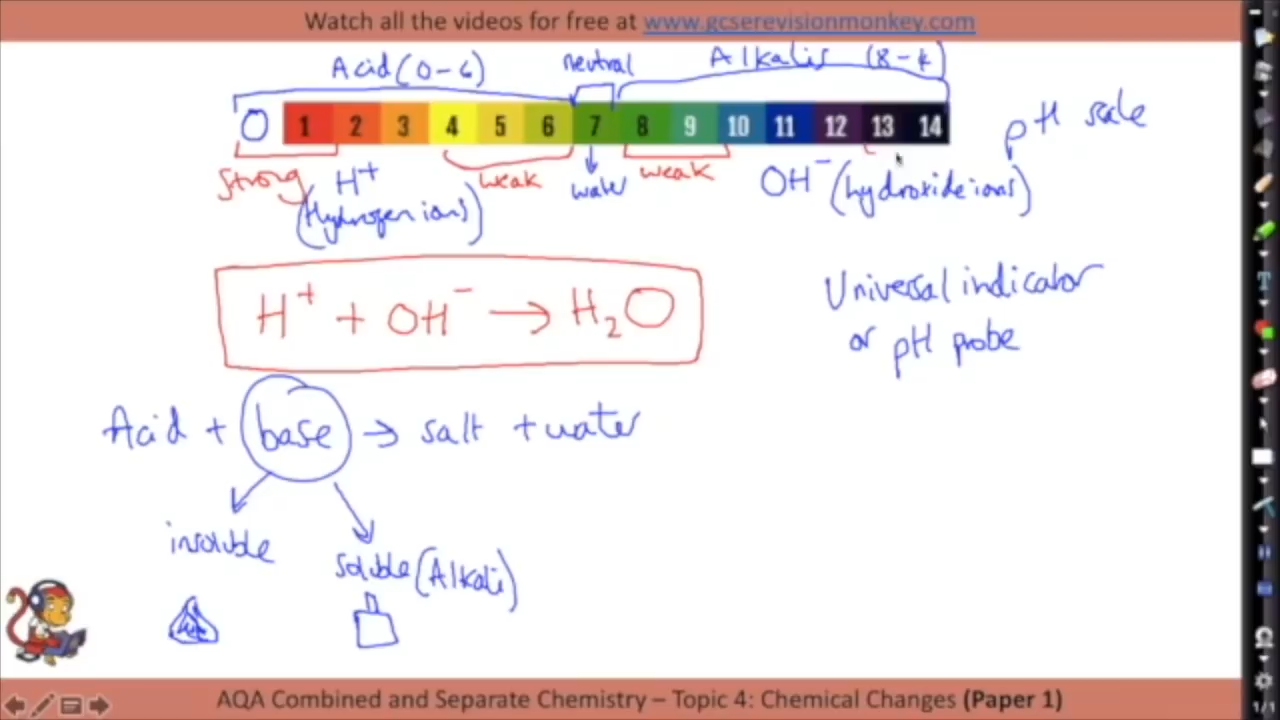 Watch all the videos for free at www.gcserevisionmonkey.com
Acid (0-6) neutral Alkalis (8-14)
0 1 2 3 4 5 6 7 8 9 10 11 12 13 14
pH scale
strong weak water weak
H+ OH- (hydroxide ions)
(Hydrogen ions)
Universal indicator
or pH probe
H+ + OH- → H2O
Acid + base → salt + water
insoluble
soluble (Alkali)
AQA Combined and Separate Chemistry – Topic 4: Chemical Changes (Paper 1)
1/1